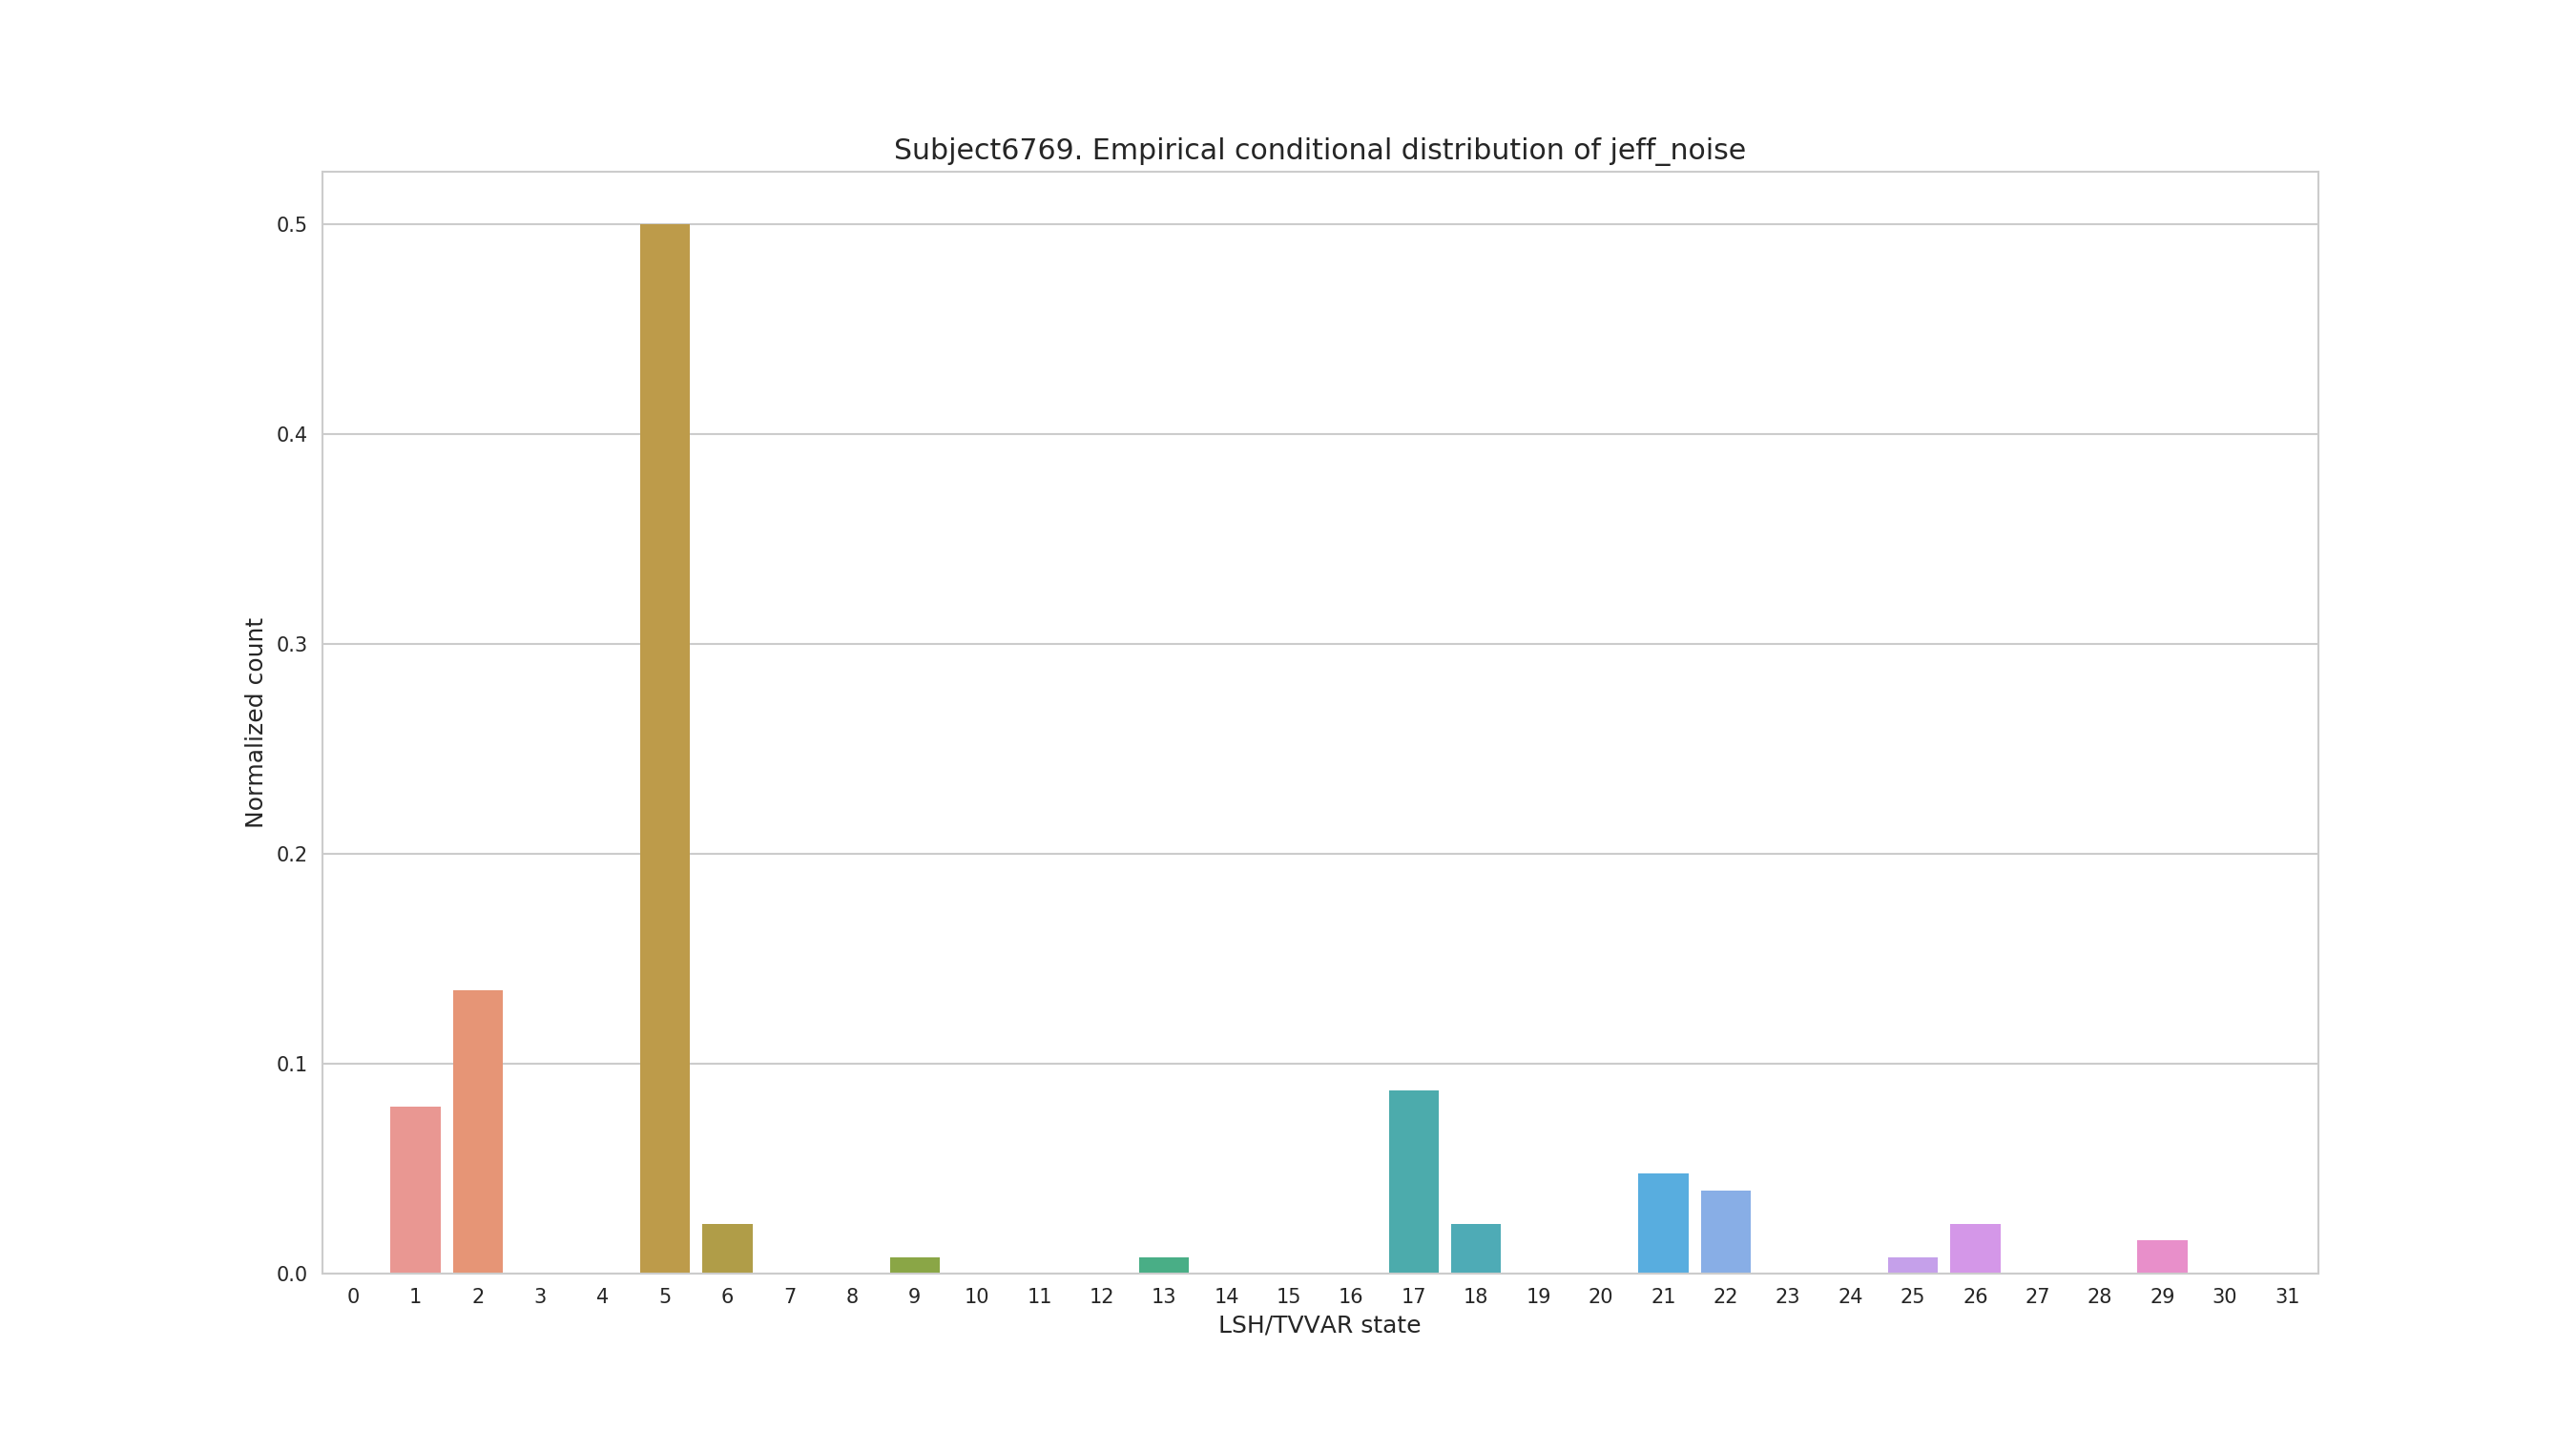 Subject6769. Empirical conditional distribution of jeff_noise
Normalized count
0.5
0.4
0.3
0.2
0.1
0.0
0 1 2 3 4 5 6 7 8 9 10 11 12 13 14 15 16 17 18 19 20 21 22 23 24 25 26 27 28 29 30 31
LSH/TVVAR state